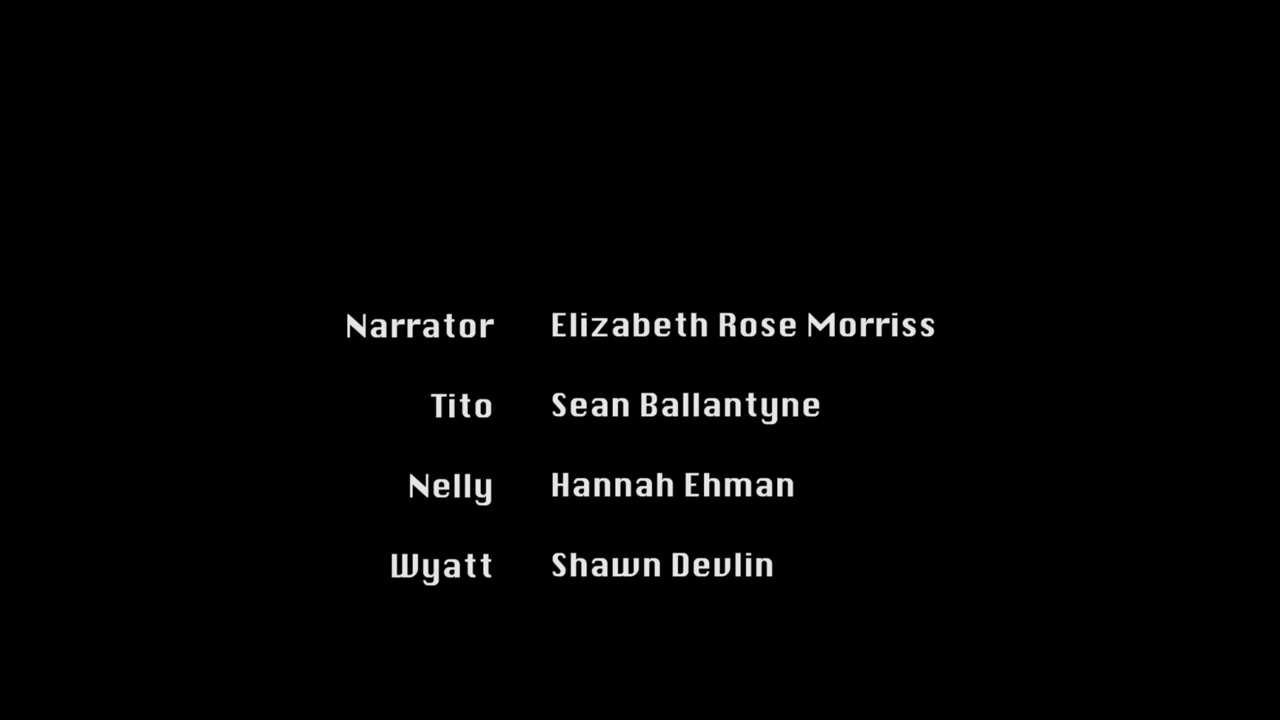 Narrator Elizabeth Rose Morriss
Tito Sean Ballantyne
Nelly Hannah Ehman
Wyatt Shawn Devlin